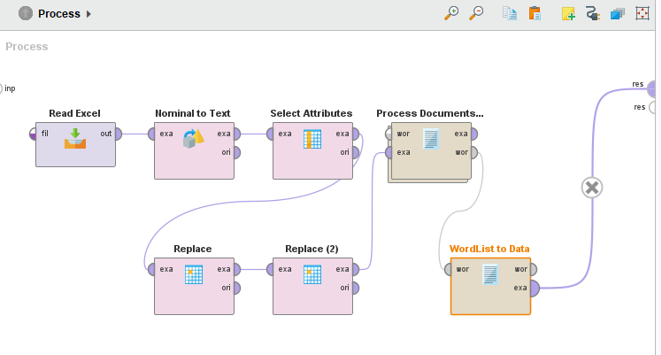 Process
Process
inp
res
res
Read Excel
fil out
Nominal to Text
exa exa
ori
Select Attributes
exa exa
ori
Process Documents...
wor exa
exa wor
Replace
exa exa
ori
Replace (2)
exa exa
ori
WordList to Data
wor wor
exa